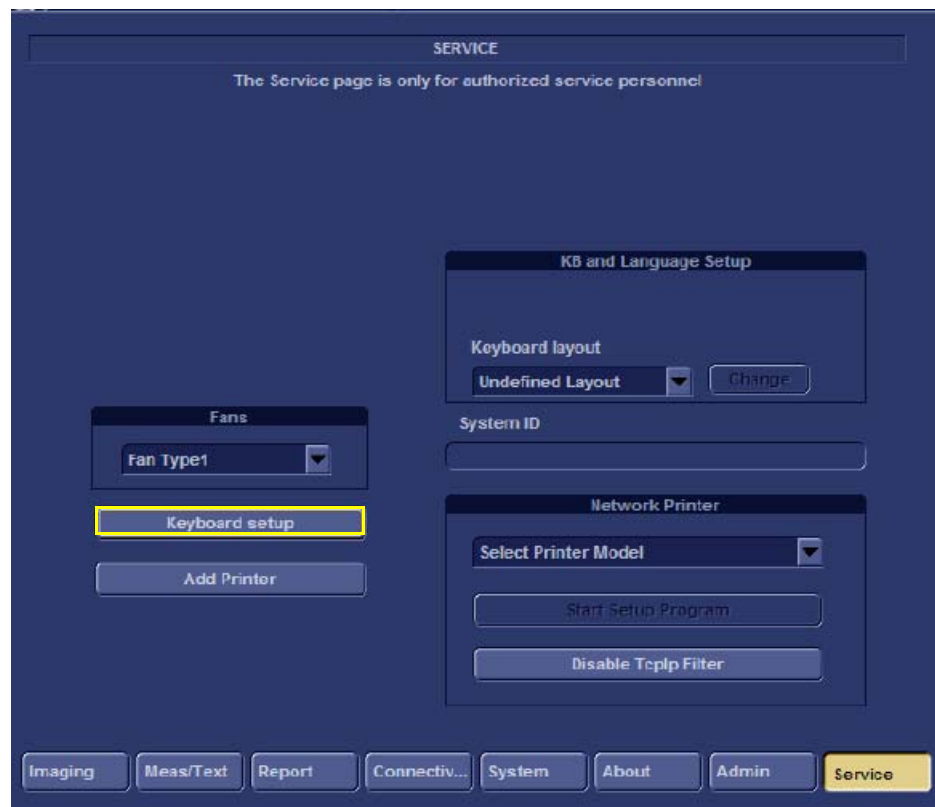 SERVICE
The Service page is only for authorized service personnel
KB and Language Setup
Keyboard layout
Undefined Layout
Change
Fans
System ID
Fan Type1
Keyboard setup
Network Printer
Select Printer Model
Add Printer
Start Setup Program
Disable TcpIp Filter
Imaging
Meas/Text
Report
Connectiv...
System
About
Admin
Service